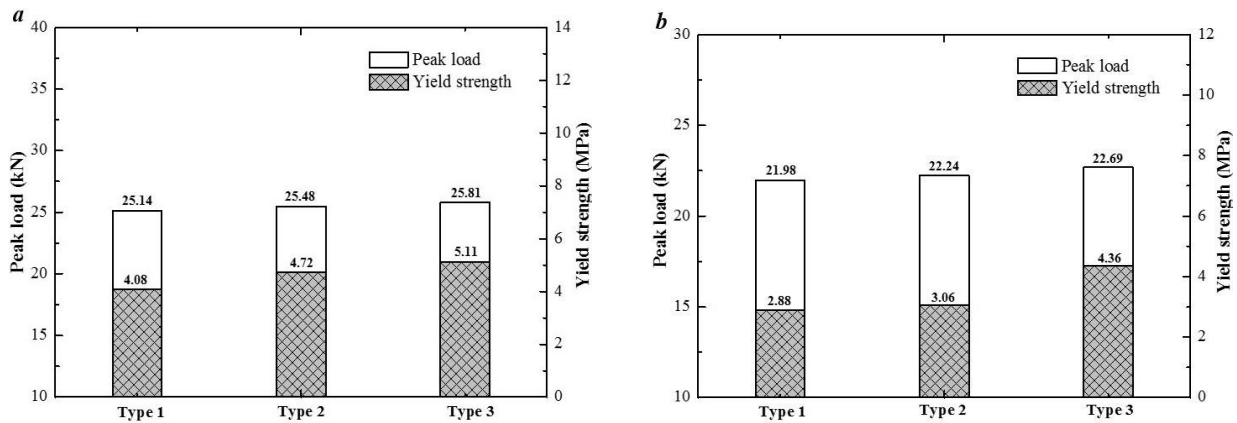 a
40
35
30
25
20
15
10
Peak load (kN)
14
12
10
8
6
4
2
0
Yield strength (MPa)
Peak load
Yield strength
25.14
25.48
25.81
4.08
4.72
5.11
Type 1
Type 2
Type 3
b
30
25
20
15
10
Peak load (kN)
12
10
8
6
4
2
0
Yield strength (MPa)
Peak load
Yield strength
21.98
22.24
22.69
2.88
3.06
4.36
Type 1
Type 2
Type 3